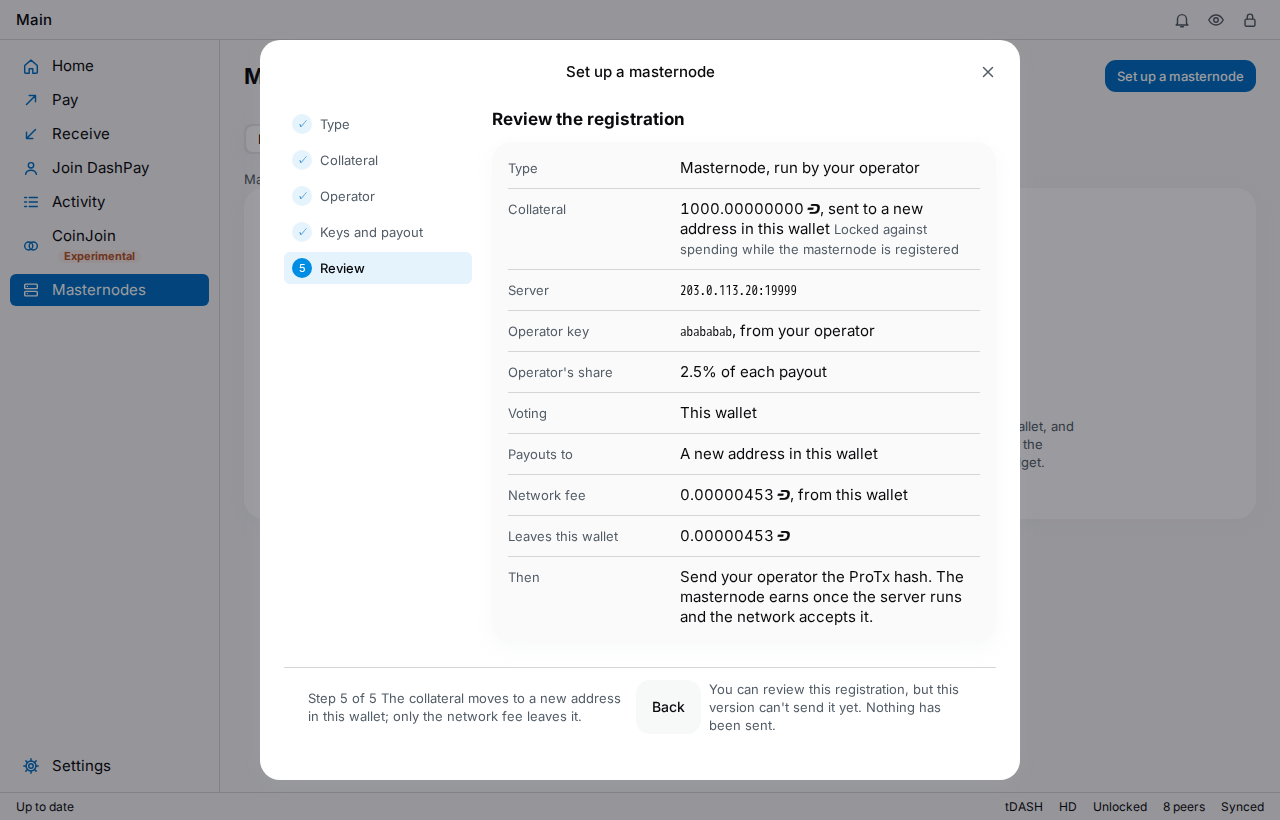 Main
Home
Pay
Receive
Join DashPay
Activity
CoinJoin
Experimental
Masternodes
Settings
Set up a masternode
Set up a masternode
Type
Collateral
Operator
Keys and payout
5 Review
Review the registration
Type Masternode, run by your operator
Collateral 1000.00000000 , sent to a new
address in this wallet Locked against
spending while the masternode is registered
Server 203.0.113.20:19999
Operator key abababab, from your operator
Operator's share 2.5% of each payout
Voting This wallet
Payouts to A new address in this wallet
Network fee 0.00000453 , from this wallet
Leaves this wallet 0.00000453
Then Send your operator the ProTx hash. The
masternode earns once the server runs
and the network accepts it.
Step 5 of 5 The collateral moves to a new address
in this wallet; only the network fee leaves it.
Back
You can review this registration, but this
version can't send it yet. Nothing has
been sent.
and
the
Up to date
tDASH HD Unlocked 8 peers Synced